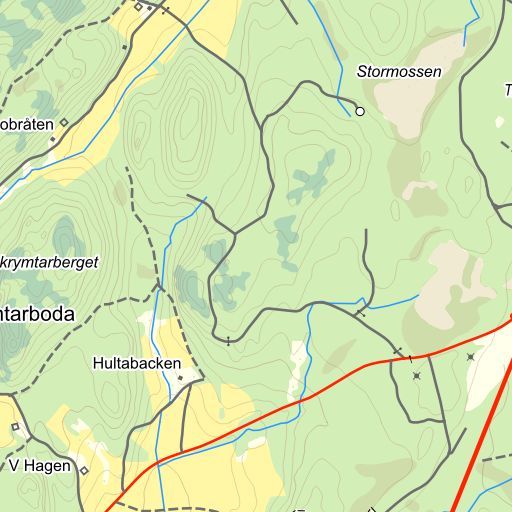 Stormossen
T
obråten
krymtarberget
ntarboda
Hultabacken
V Hagen